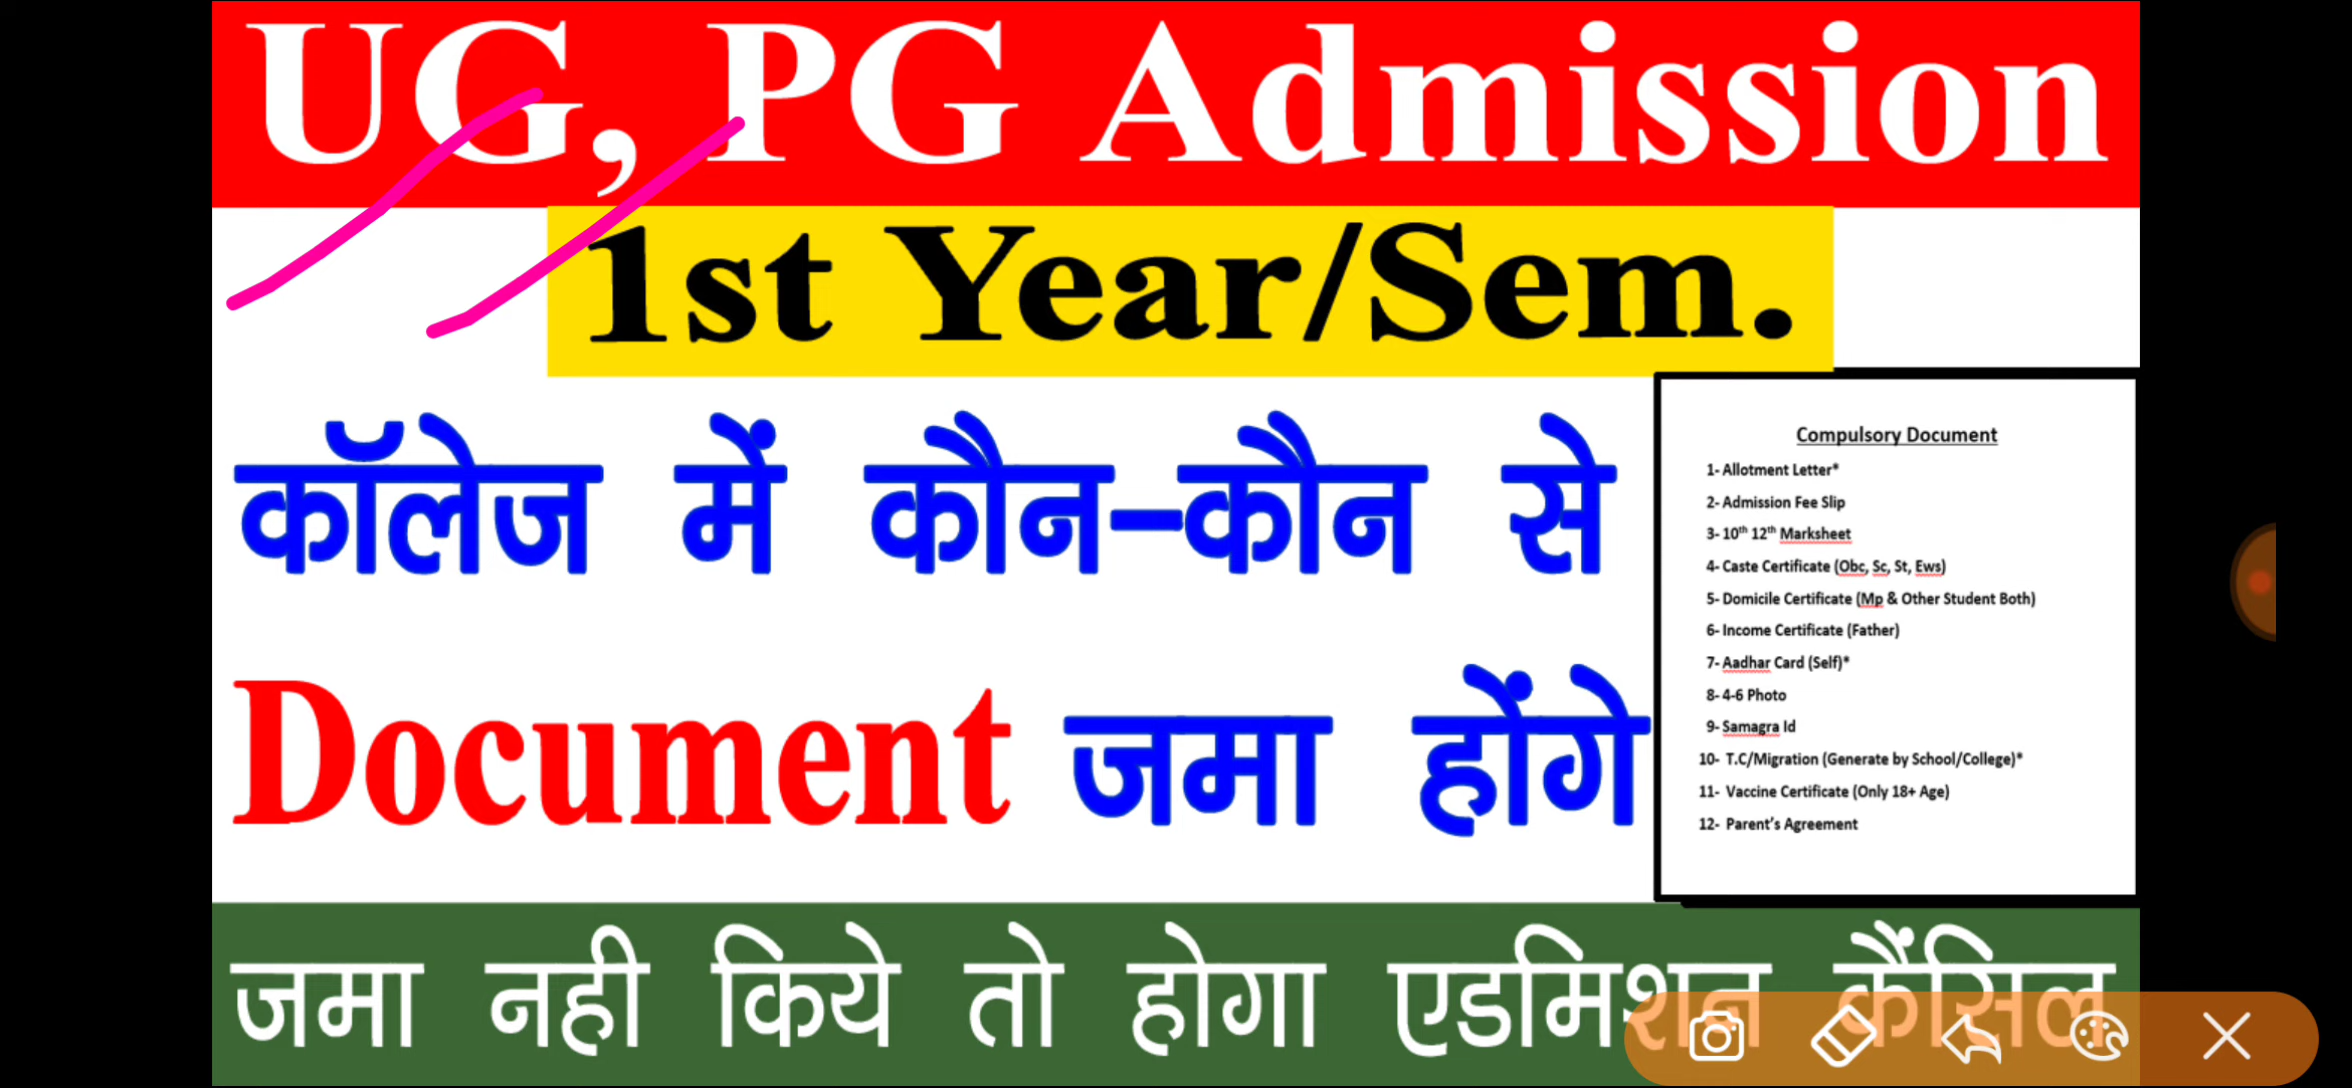 UG, PG Admission
1st Year/Sem.
कॉलेज में कौन-कौन से
Document जमा होंगे
Compulsory Document
1- Allotment Letter*
2- Admission Fee Slip
3- 10th 12th Marksheet
4- Caste Certificate (Obc, Sc, St, Ews)
5- Domicile Certificate (Mp & Other Student Both)
6- Income Certificate (Father)
7- Aadhar Card (Self)*
8- 4-6 Photo
9- Samagra Id
10- T.C/Migration (Generate by School/College)*
11- Vaccine Certificate (Only 18+ Age)
12- Parent's Agreement
जमा नही किये तो होगा एडमिशन कैंसिल